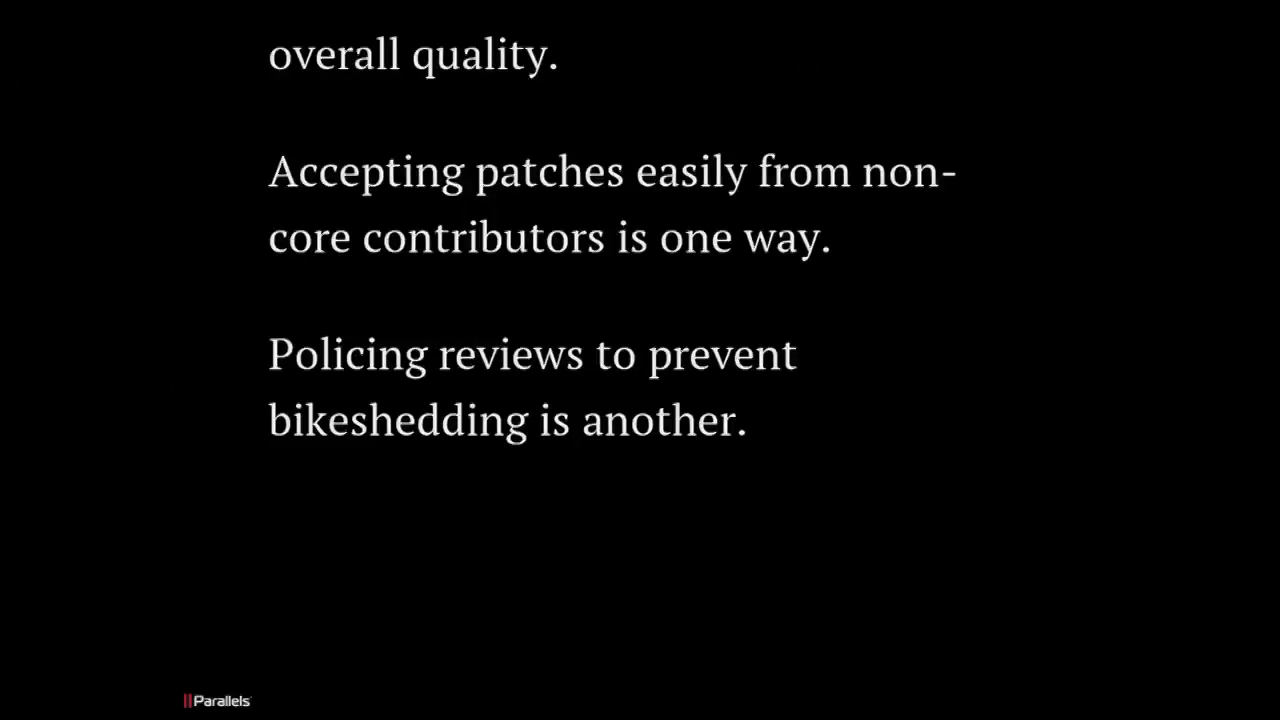 overall quality.
Accepting patches easily from non-
core contributors is one way.
Policing reviews to prevent
bikeshedding is another.
Parallels